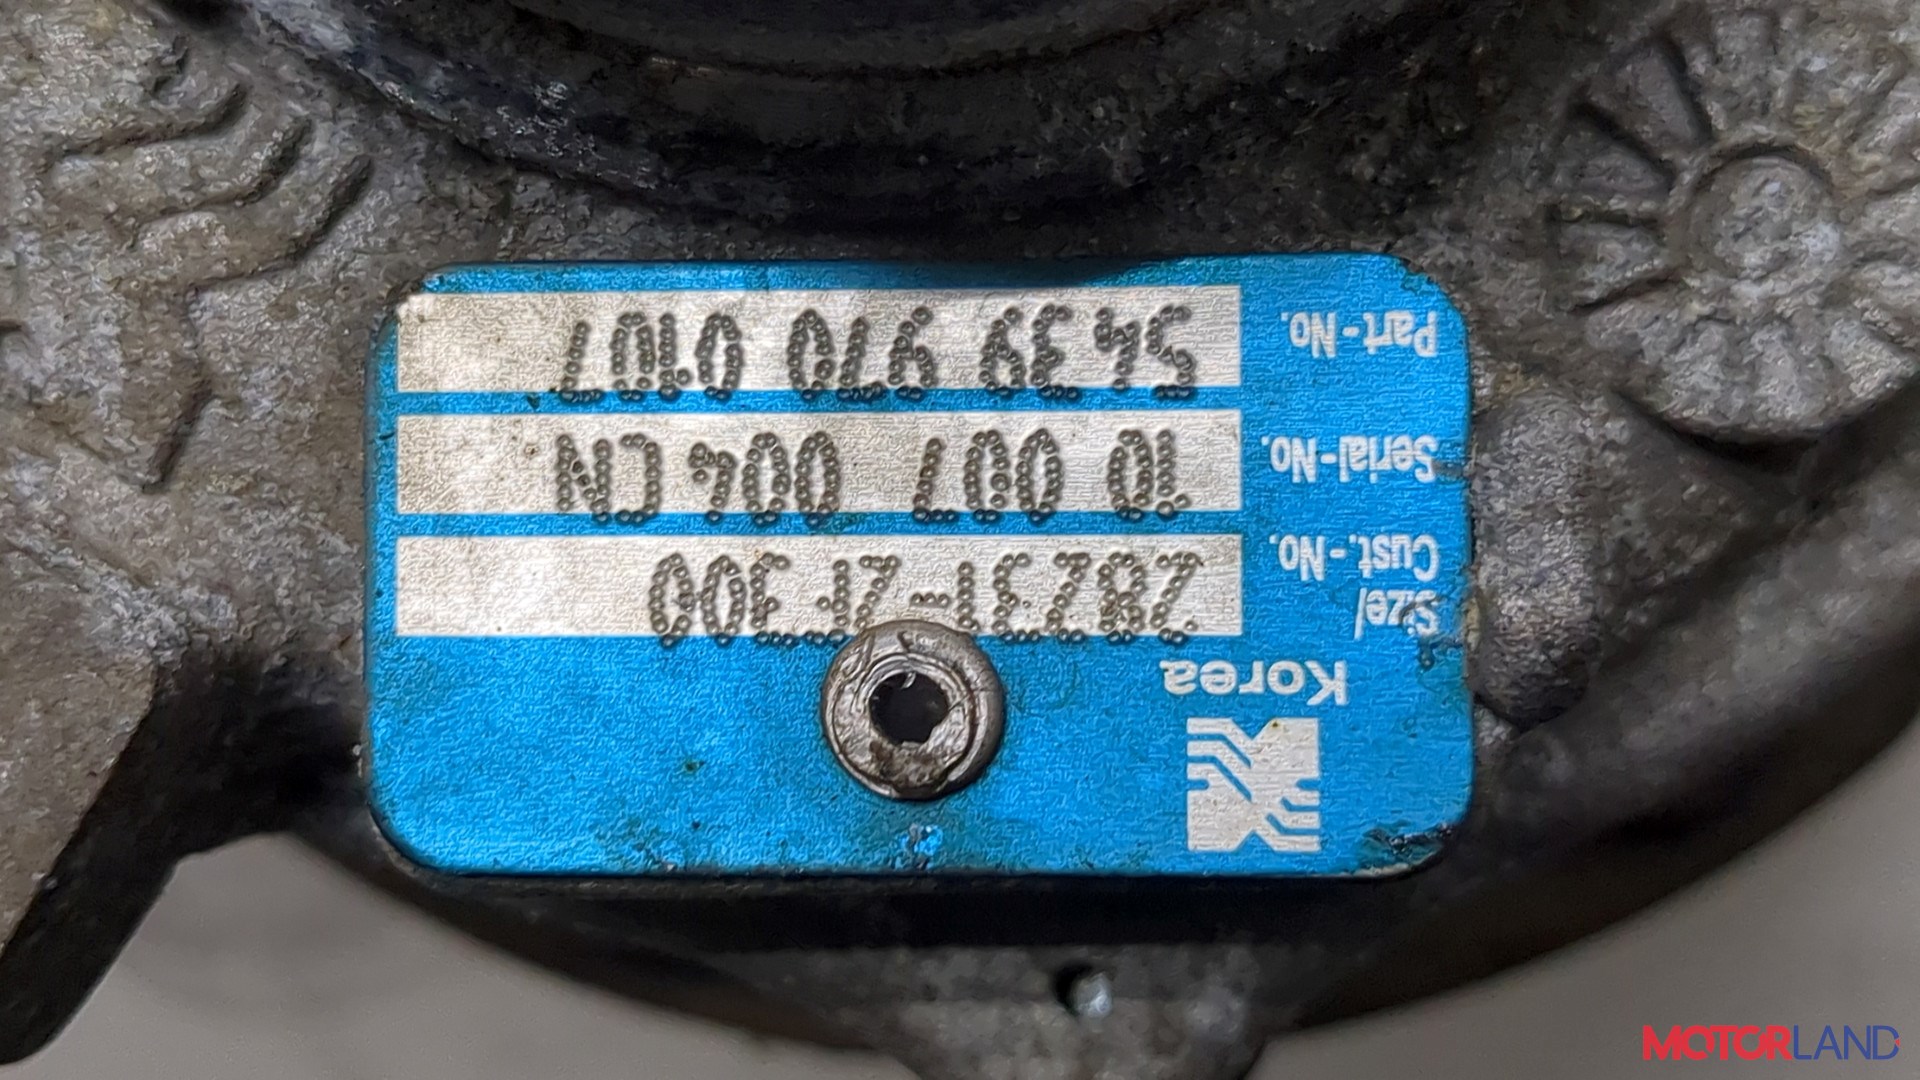 Korea
Size/
Cust.-No. 28231-2F300
Serial-No. 10 007 004 CN
Part-No. 5439 970 0107
MOTORLAND